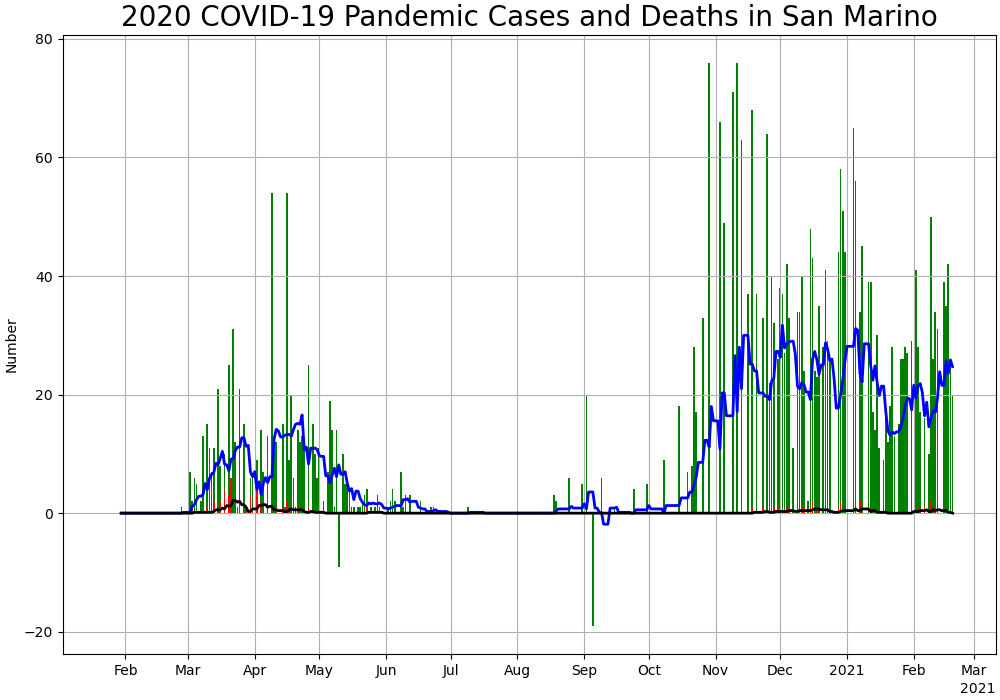 2020 COVID-19 Pandemic Cases and Deaths in San Marino
Number
80
60
40
20
0
−20
Feb Mar Apr May Jun Jul Aug Sep Oct Nov Dec 2021 Feb Mar
2021